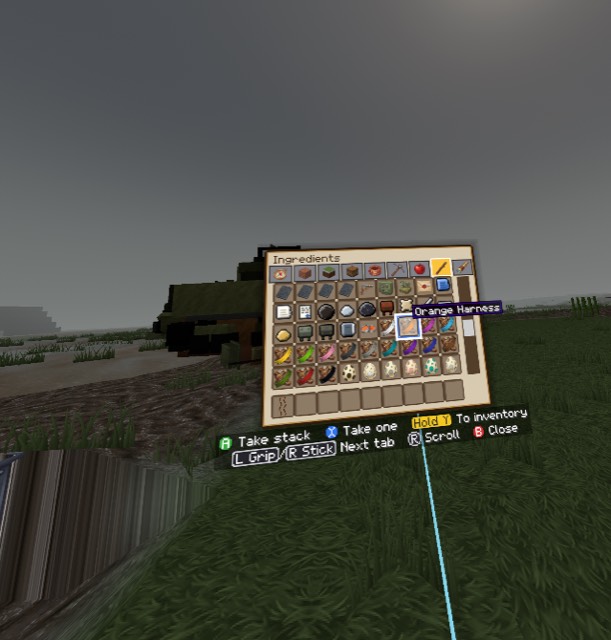 Ingredients
Orange Harness
A Take stack X Take one Hold Y To inventory
L Grip/R Stick Next tab R Scroll B Close